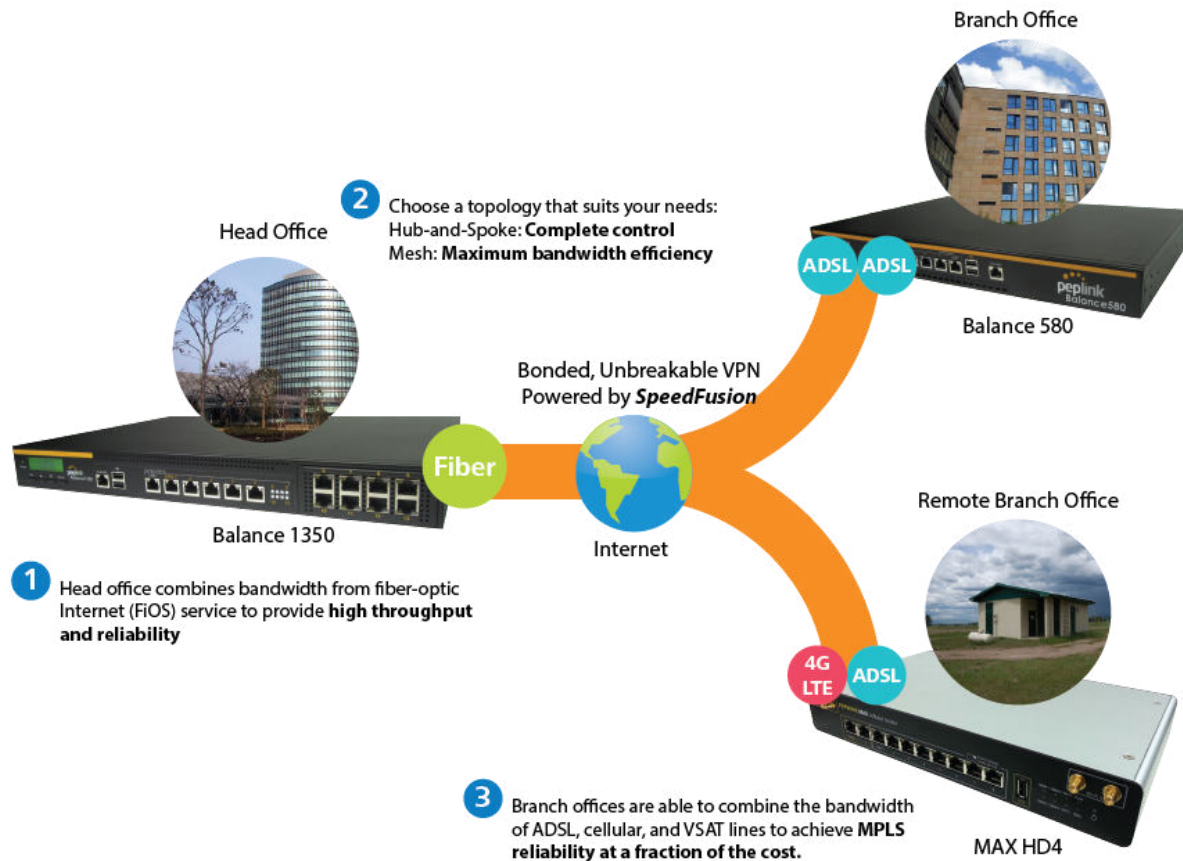 Branch Office
2
Choose a topology that suits your needs:
Hub-and-Spoke: Complete control
Mesh: Maximum bandwidth efficiency
Head Office
ADSL
ADSL
peplink
Balance580
Balance 580
Bonded, Unbreakable VPN
Powered by SpeedFusion
Fiber
Internet
Balance 1350
Remote Branch Office
1
Head office combines bandwidth from fiber-optic
Internet (FiOS) service to provide high throughput
and reliability
4G
LTE
ADSL
3
Branch offices are able to combine the bandwidth
of ADSL, cellular, and VSAT lines to achieve MPLS
reliability at a fraction of the cost.
MAX HD4